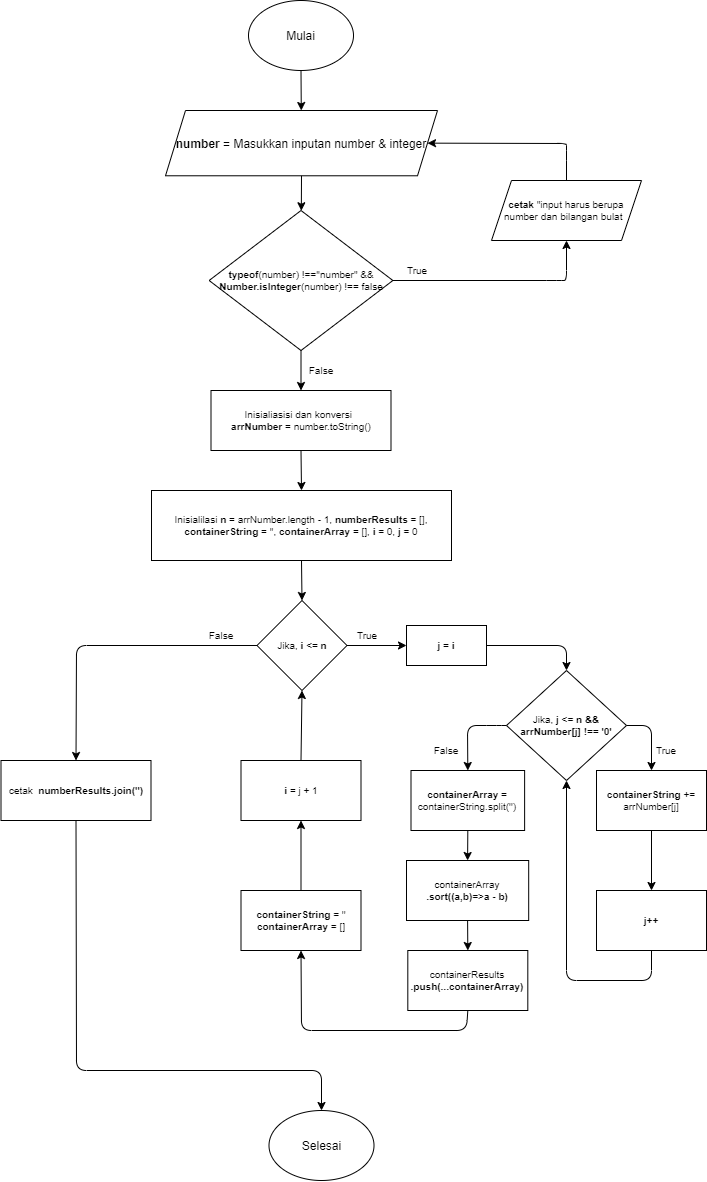 Mulai
number = Masukkan inputan number & integer
cetak "input harus berupa
number dan bilangan bulat
typeof(number) !=="number" &&
Number.isInteger(number) !== false
True
False
Inisialiasisi dan konversi
arrNumber = number.toString()
Inisialilasi n = arrNumber.length - 1, numberResults = [],
containerString = '', containerArray = [], i = 0, j = 0
False
Jika, i <= n
True
j = i
Jika, j <= n &&
arrNumber[j] !== '0'
False
True
cetak numberResults.join('')
i = j + 1
containerArray =
containerString.split('')
containerString +=
arrNumber[j]
containerArray
.sort((a,b)=>a - b)
containerString = ''
containerArray = []
j++
containerResults
.push(...containerArray)
Selesai